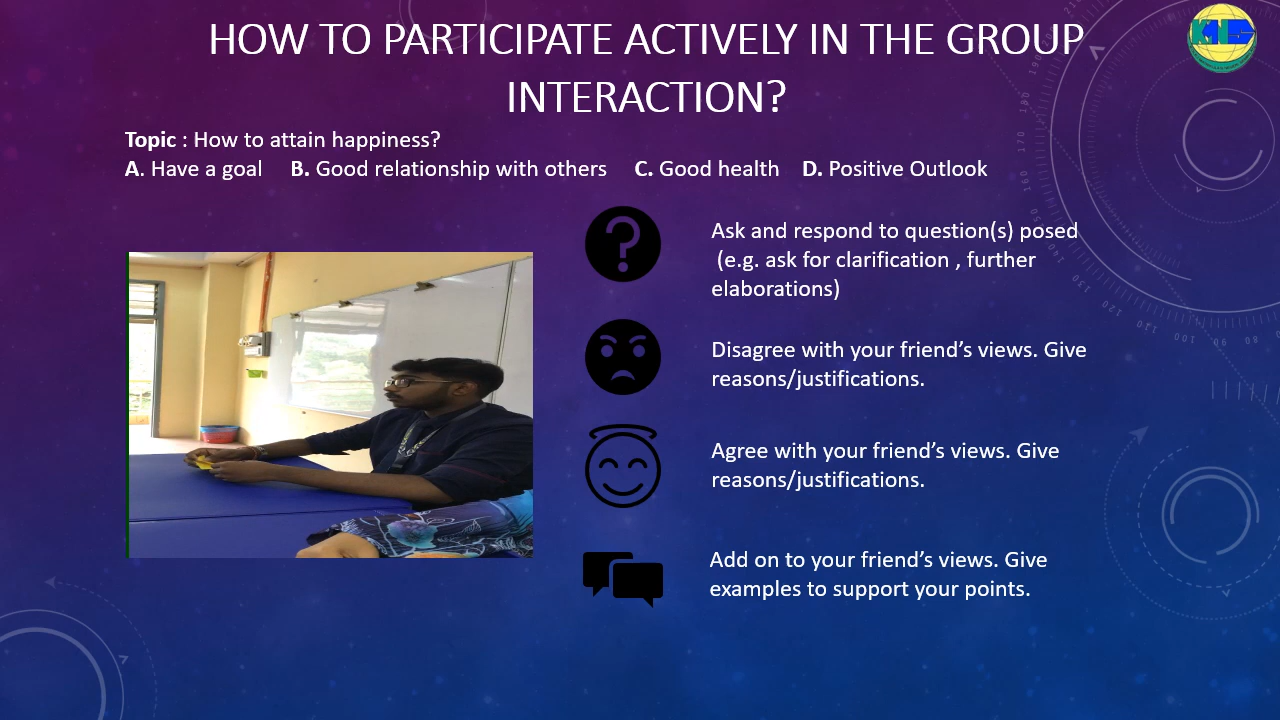 HOW TO PARTICIPATE ACTIVELY IN THE GROUP
INTERACTION?
Topic : How to attain happiness?
A. Have a goal B. Good relationship with others C. Good health D. Positive Outlook
Ask and respond to question(s) posed
(e.g. ask for clarification , further
elaborations)
Disagree with your friend’s views. Give
reasons/justifications.
Agree with your friend’s views. Give
reasons/justifications.
Add on to your friend’s views. Give
examples to support your points.